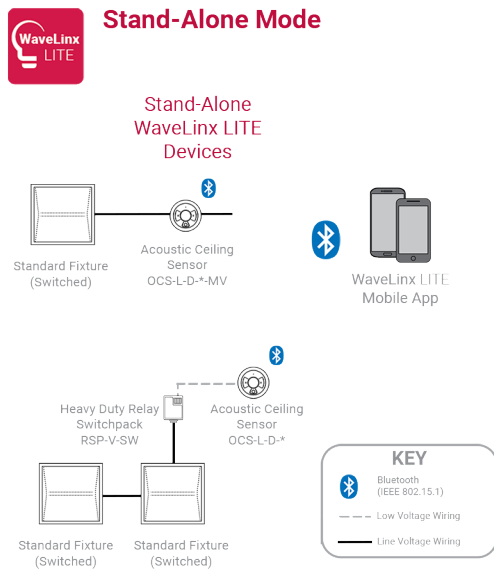 WaveLinx
LITE
Stand-Alone Mode
Stand-Alone
WaveLinx LITE
Devices
Standard Fixture
(Switched)
Acoustic Ceiling
Sensor
OCS-L-D-*-MV
WaveLinx LITE
Mobile App
Heavy Duty Relay
Switchpack
RSP-V-SW
Acoustic Ceiling
Sensor
OCS-L-D-*
Standard Fixture
(Switched)
Standard Fixture
(Switched)
KEY
Bluetooth
(IEEE 802.15.1)
Low Voltage Wiring
Line Voltage Wiring